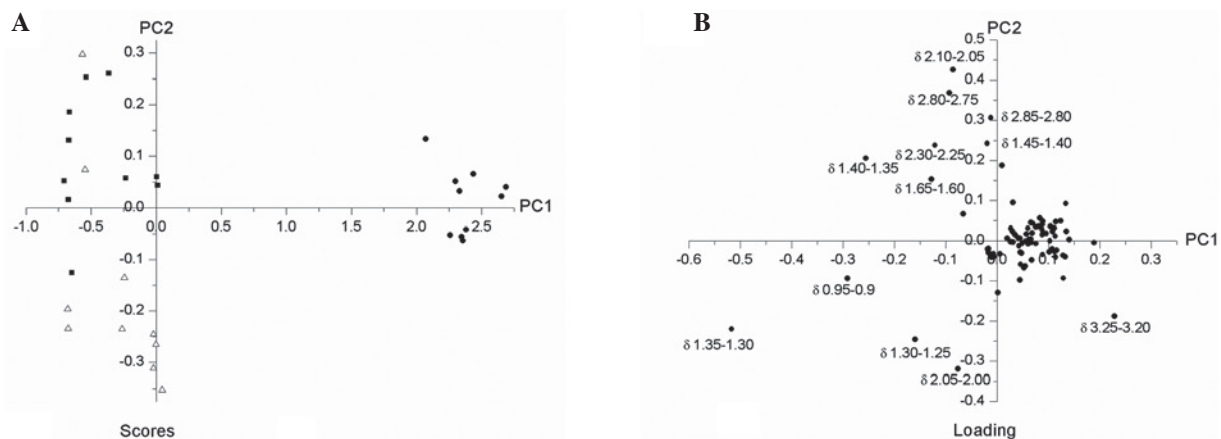 A
PC2
0.3
0.2
0.1
0.0
-0.1
-0.2
-0.3
-1.0 -0.5 0.0 0.5 1.0 1.5 2.0 2.5
PC1
Scores
B
PC2
0.5
0.4
0.3
0.2
0.1
0.0
-0.1
-0.2
-0.3
-0.4
-0.6 -0.5 -0.4 -0.3 -0.2 -0.1 0.0 0.1 0.2 0.3
PC1
δ 2.10-2.05
δ 2.80-2.75
δ 2.85-2.80
δ 1.45-1.40
δ 2.30-2.25
δ 1.40-1.35
δ 1.65-1.60
δ 0.95-0.9
δ 3.25-3.20
δ 1.35-1.30
δ 1.30-1.25
δ 2.05-2.00
Loading